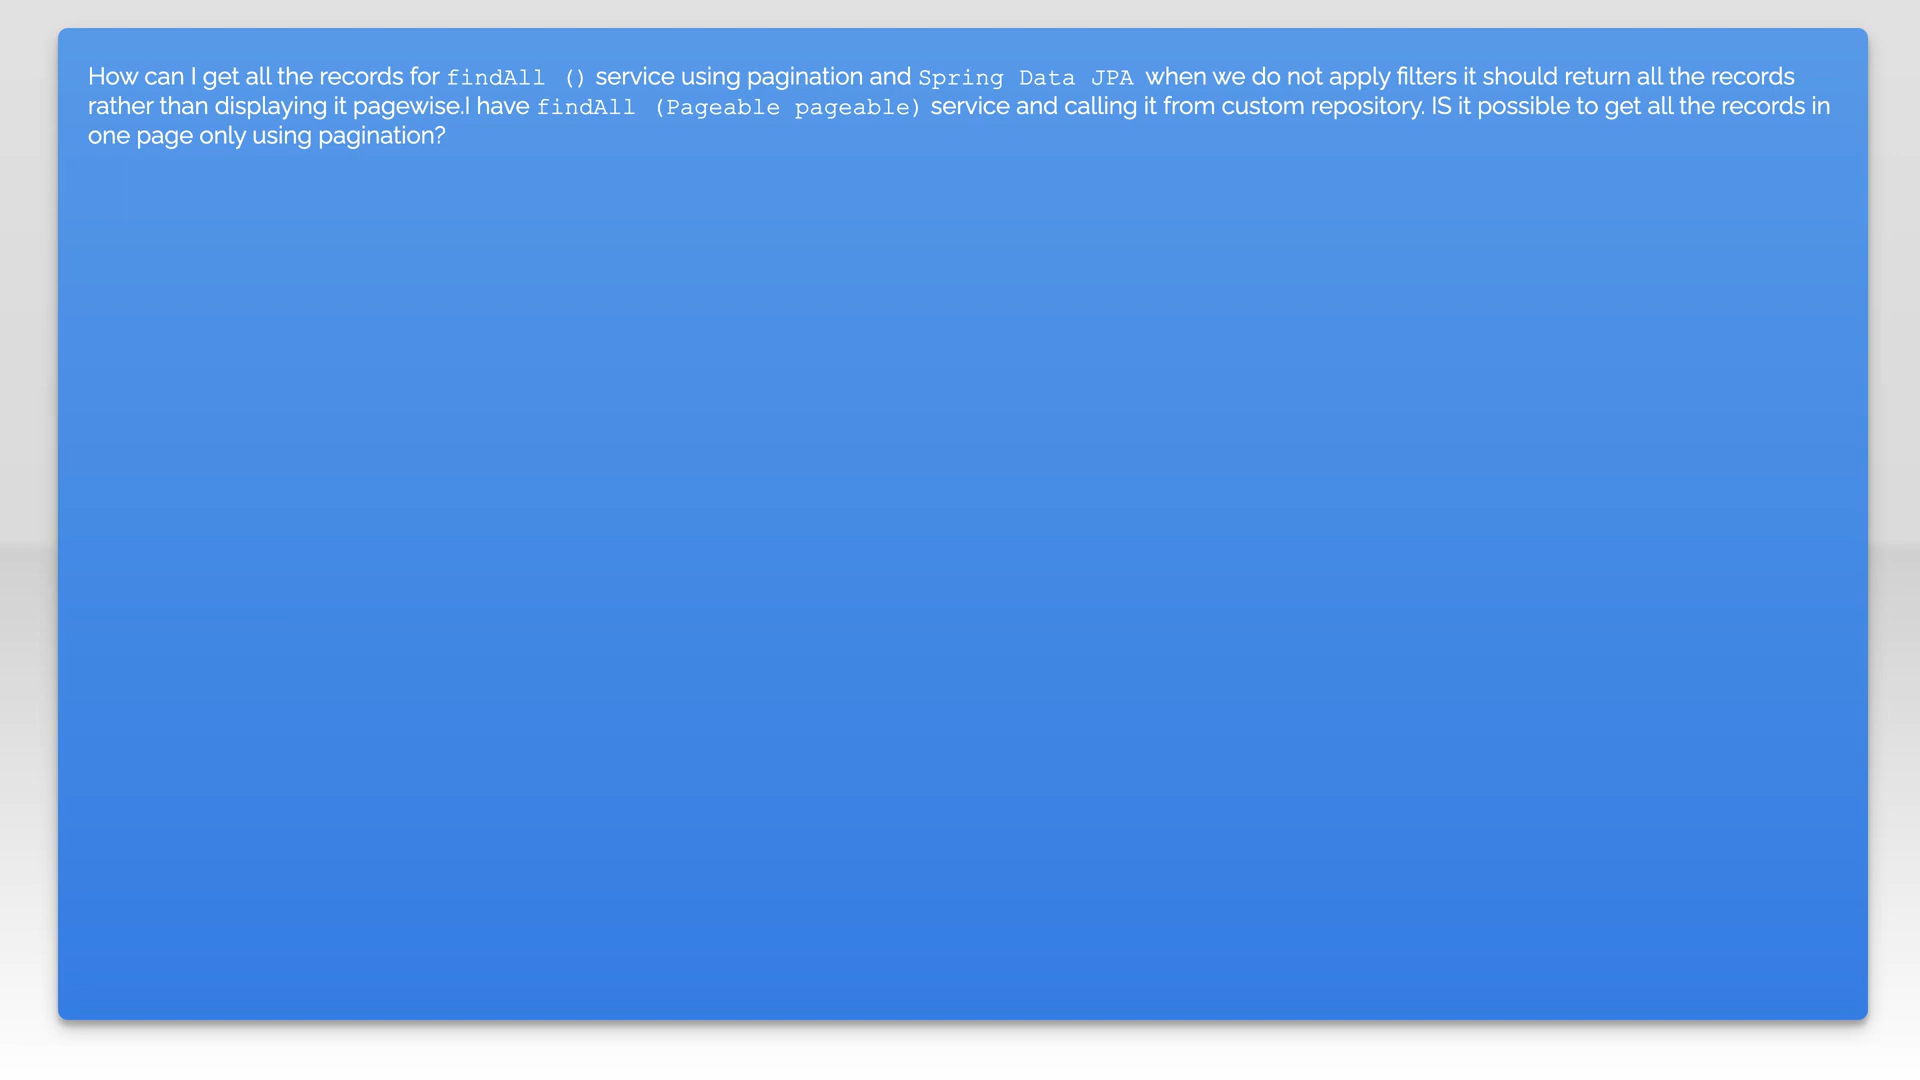 How can I get all the records for findAll () service using pagination and Spring Data JPA when we do not apply filters it should return all the records
rather than displaying it pagewise.I have findAll (Pageable pageable) service and calling it from custom repository. IS it possible to get all the records in
one page only using pagination?